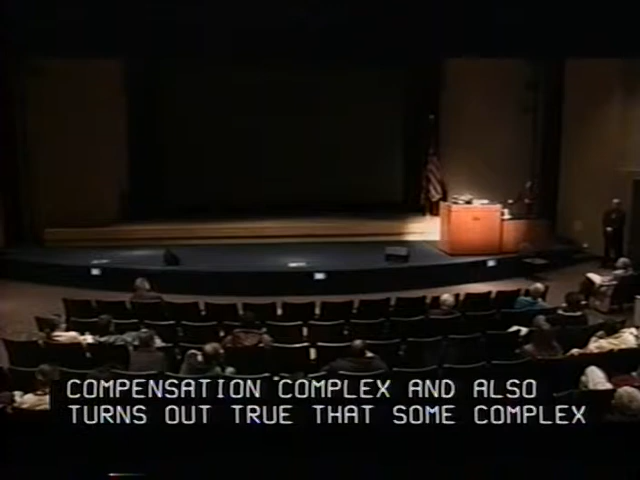 COMPENSATION COMPLEX AND ALSO
TURNS OUT TRUE THAT SOME COMPLEX